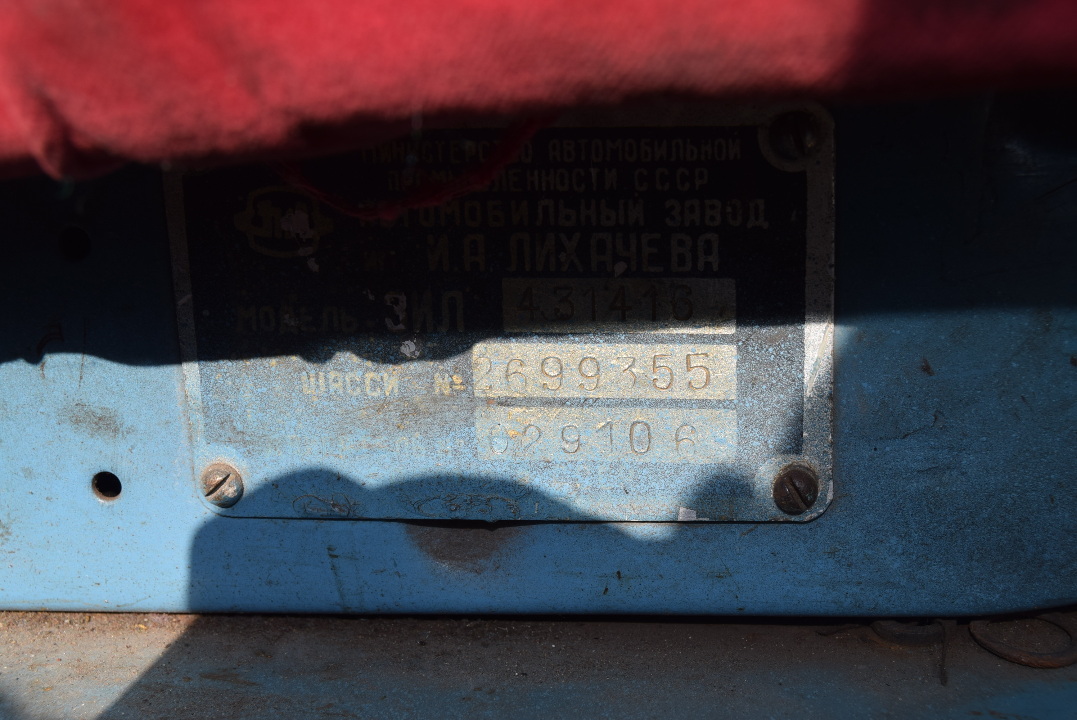 МИНИСТЕРСТВО АВТОМОБИЛЬНОЙ
ПРОМЫШЛЕННОСТИ СССР
АВТОМОБИЛЬНЫЙ ЗАВОД
И.А. ЛИХАЧЕВА
МОДЕЛЬ ЗИЛ 431416
ШАССИ № 2699355
029106